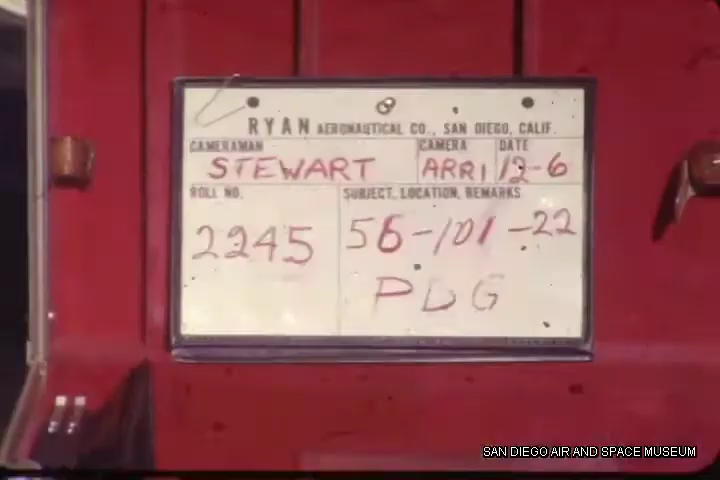 RYAN AERONAUTICAL CO., SAN DIEGO, CALIF.
CAMERAMAN CAMERA DATE
STEWART ARRI 12-6
ROLL NO. SUBJECT, LOCATION, REMARKS
2245 56-101-22
PDG
SAN DIEGO AIR AND SPACE MUSEUM